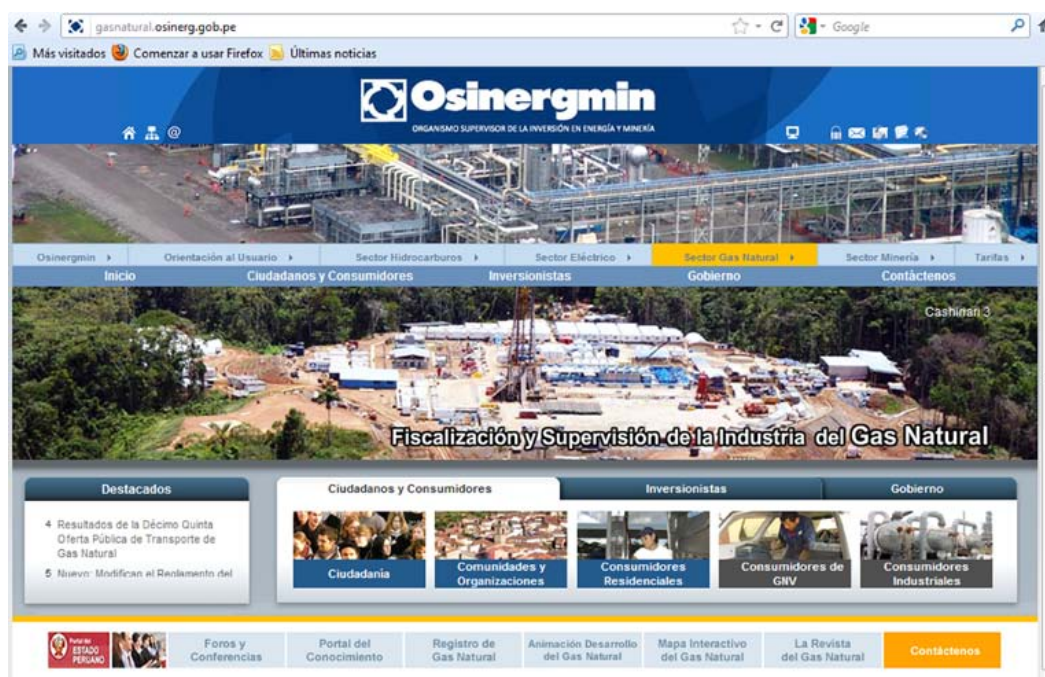 gasnatural.osinerg.gob.pe
Google
Más visitados Comenzar a usar Firefox Últimas noticias
Osinergmin
ORGANISMO SUPERVISOR DE LA INVERSIÓN EN ENERGÍA Y MINERÍA
@
Osinergmin Orientación al Usuario Sector Hidrocarburos Sector Eléctrico Sector Gas Natural Sector Minería Tarifas
Inicio Ciudadanos y Consumidores Inversionistas Gobierno Contáctenos
Cashiriari 3
Fiscalización y Supervisión de la Industria del Gas Natural
Destacados
4 Resultados de la Décimo Quinta
Oferta Pública de Transporte de
Gas Natural
5 Nuevo: Modifican el Reglamento del
Ciudadanos y Consumidores Inversionistas Gobierno
Ciudadanía
Comunidades y
Organizaciones
Consumidores
Residenciales
Consumidores de
GNV
Consumidores
Industriales
Portal del
ESTADO
PERUANO
Foros y
Conferencias
Portal del
Conocimiento
Registro de
Gas Natural
Animación Desarrollo
del Gas Natural
Mapa Interactivo
del Gas Natural
La Revista
del Gas Natural
Contáctenos